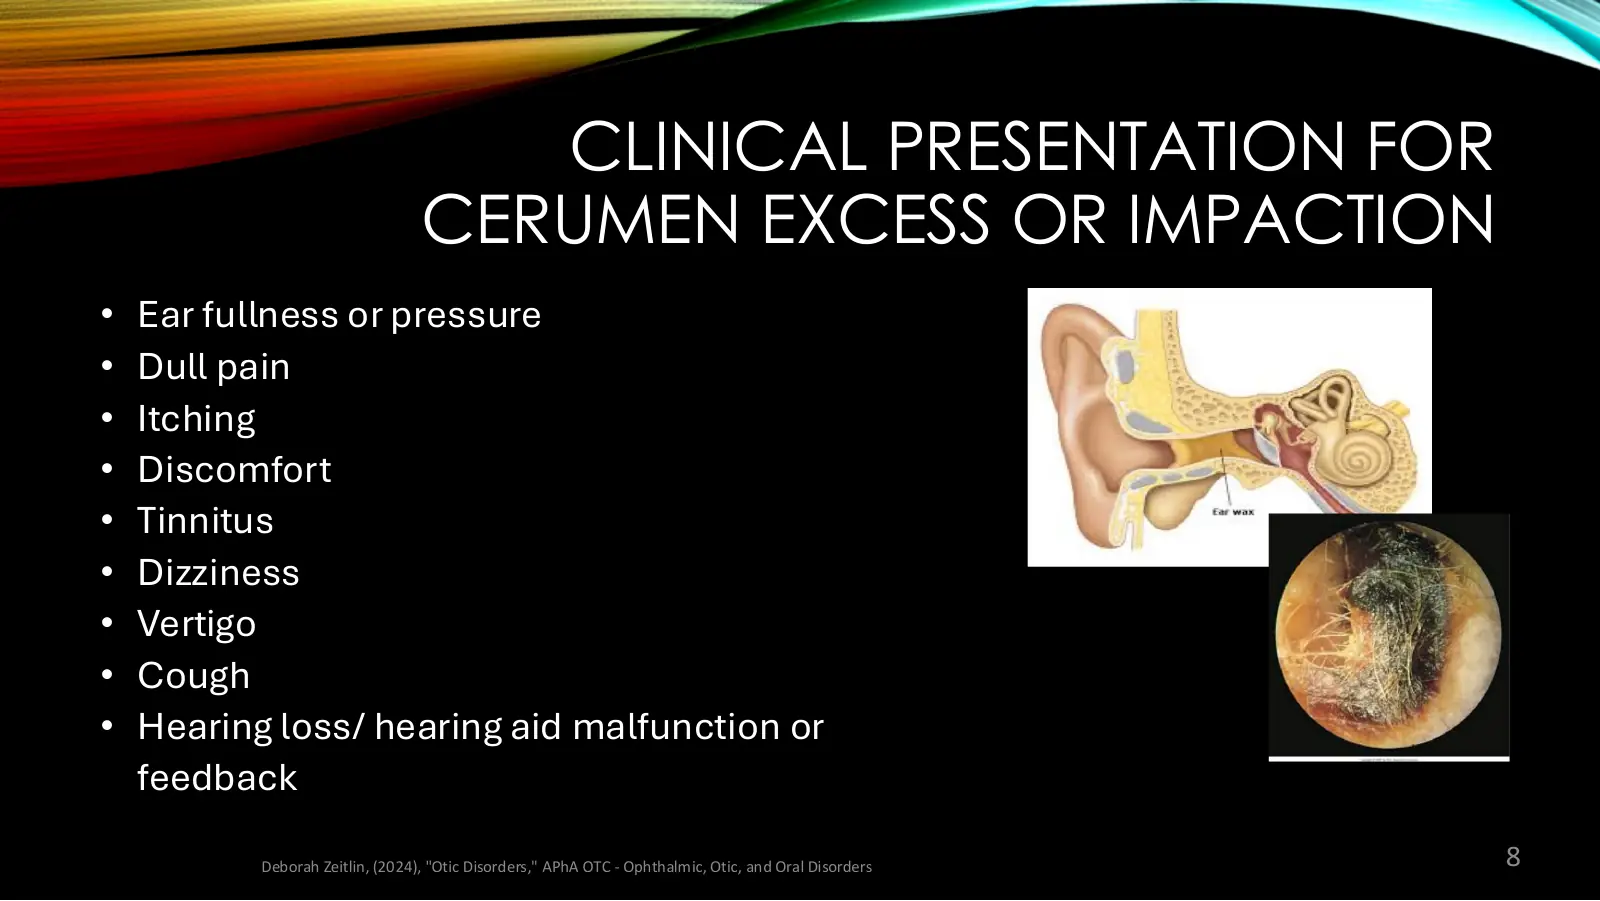 CLINICAL PRESENTATION FOR
CERUMEN EXCESS OR IMPACTION
• Ear fullness or pressure
• Dull pain
• Itching
• Discomfort
• Tinnitus
• Dizziness
• Vertigo
• Cough
• Hearing loss/ hearing aid malfunction or
feedback
Ear wax
Deborah Zeitlin, (2024), "Otic Disorders," APhA OTC - Ophthalmic, Otic, and Oral Disorders
8